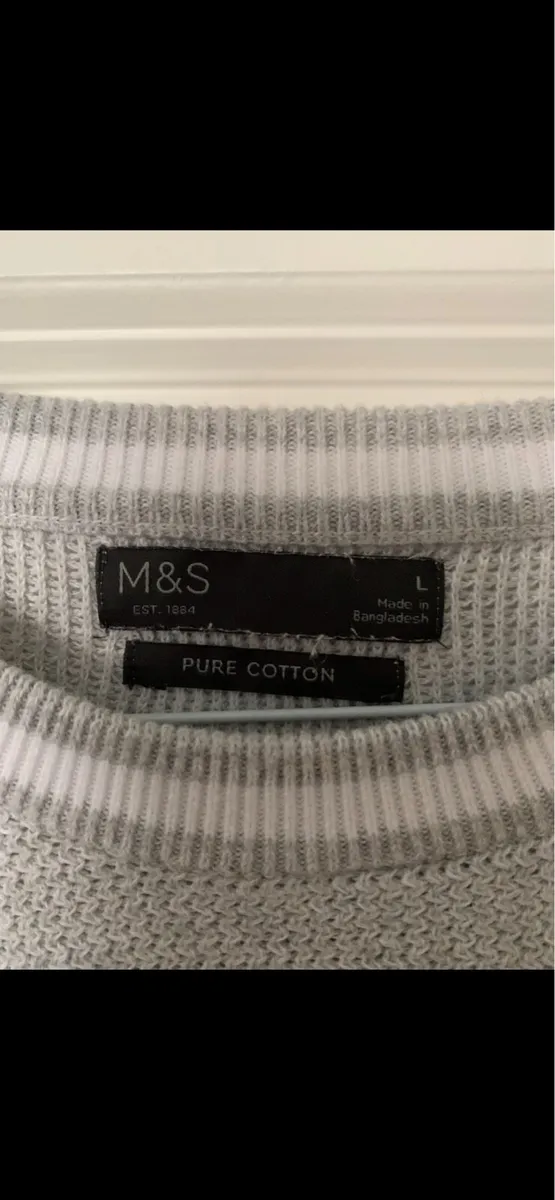 M&S
EST. 1884
L
Made in
Bangladesh
PURE COTTON